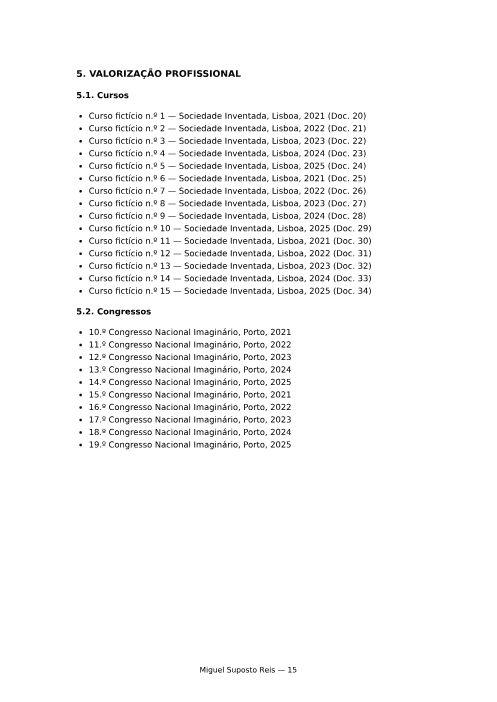 5. VALORIZAÇÃO PROFISSIONAL
5.1. Cursos
• Curso fictício n.º 1 — Sociedade Inventada, Lisboa, 2021 (Doc. 20)
• Curso fictício n.º 2 — Sociedade Inventada, Lisboa, 2022 (Doc. 21)
• Curso fictício n.º 3 — Sociedade Inventada, Lisboa, 2023 (Doc. 22)
• Curso fictício n.º 4 — Sociedade Inventada, Lisboa, 2024 (Doc. 23)
• Curso fictício n.º 5 — Sociedade Inventada, Lisboa, 2025 (Doc. 24)
• Curso fictício n.º 6 — Sociedade Inventada, Lisboa, 2021 (Doc. 25)
• Curso fictício n.º 7 — Sociedade Inventada, Lisboa, 2022 (Doc. 26)
• Curso fictício n.º 8 — Sociedade Inventada, Lisboa, 2023 (Doc. 27)
• Curso fictício n.º 9 — Sociedade Inventada, Lisboa, 2024 (Doc. 28)
• Curso fictício n.º 10 — Sociedade Inventada, Lisboa, 2025 (Doc. 29)
• Curso fictício n.º 11 — Sociedade Inventada, Lisboa, 2021 (Doc. 30)
• Curso fictício n.º 12 — Sociedade Inventada, Lisboa, 2022 (Doc. 31)
• Curso fictício n.º 13 — Sociedade Inventada, Lisboa, 2023 (Doc. 32)
• Curso fictício n.º 14 — Sociedade Inventada, Lisboa, 2024 (Doc. 33)
• Curso fictício n.º 15 — Sociedade Inventada, Lisboa, 2025 (Doc. 34)
5.2. Congressos
• 10.º Congresso Nacional Imaginário, Porto, 2021
• 11.º Congresso Nacional Imaginário, Porto, 2022
• 12.º Congresso Nacional Imaginário, Porto, 2023
• 13.º Congresso Nacional Imaginário, Porto, 2024
• 14.º Congresso Nacional Imaginário, Porto, 2025
• 15.º Congresso Nacional Imaginário, Porto, 2021
• 16.º Congresso Nacional Imaginário, Porto, 2022
• 17.º Congresso Nacional Imaginário, Porto, 2023
• 18.º Congresso Nacional Imaginário, Porto, 2024
• 19.º Congresso Nacional Imaginário, Porto, 2025
Miguel Suposto Reis — 15